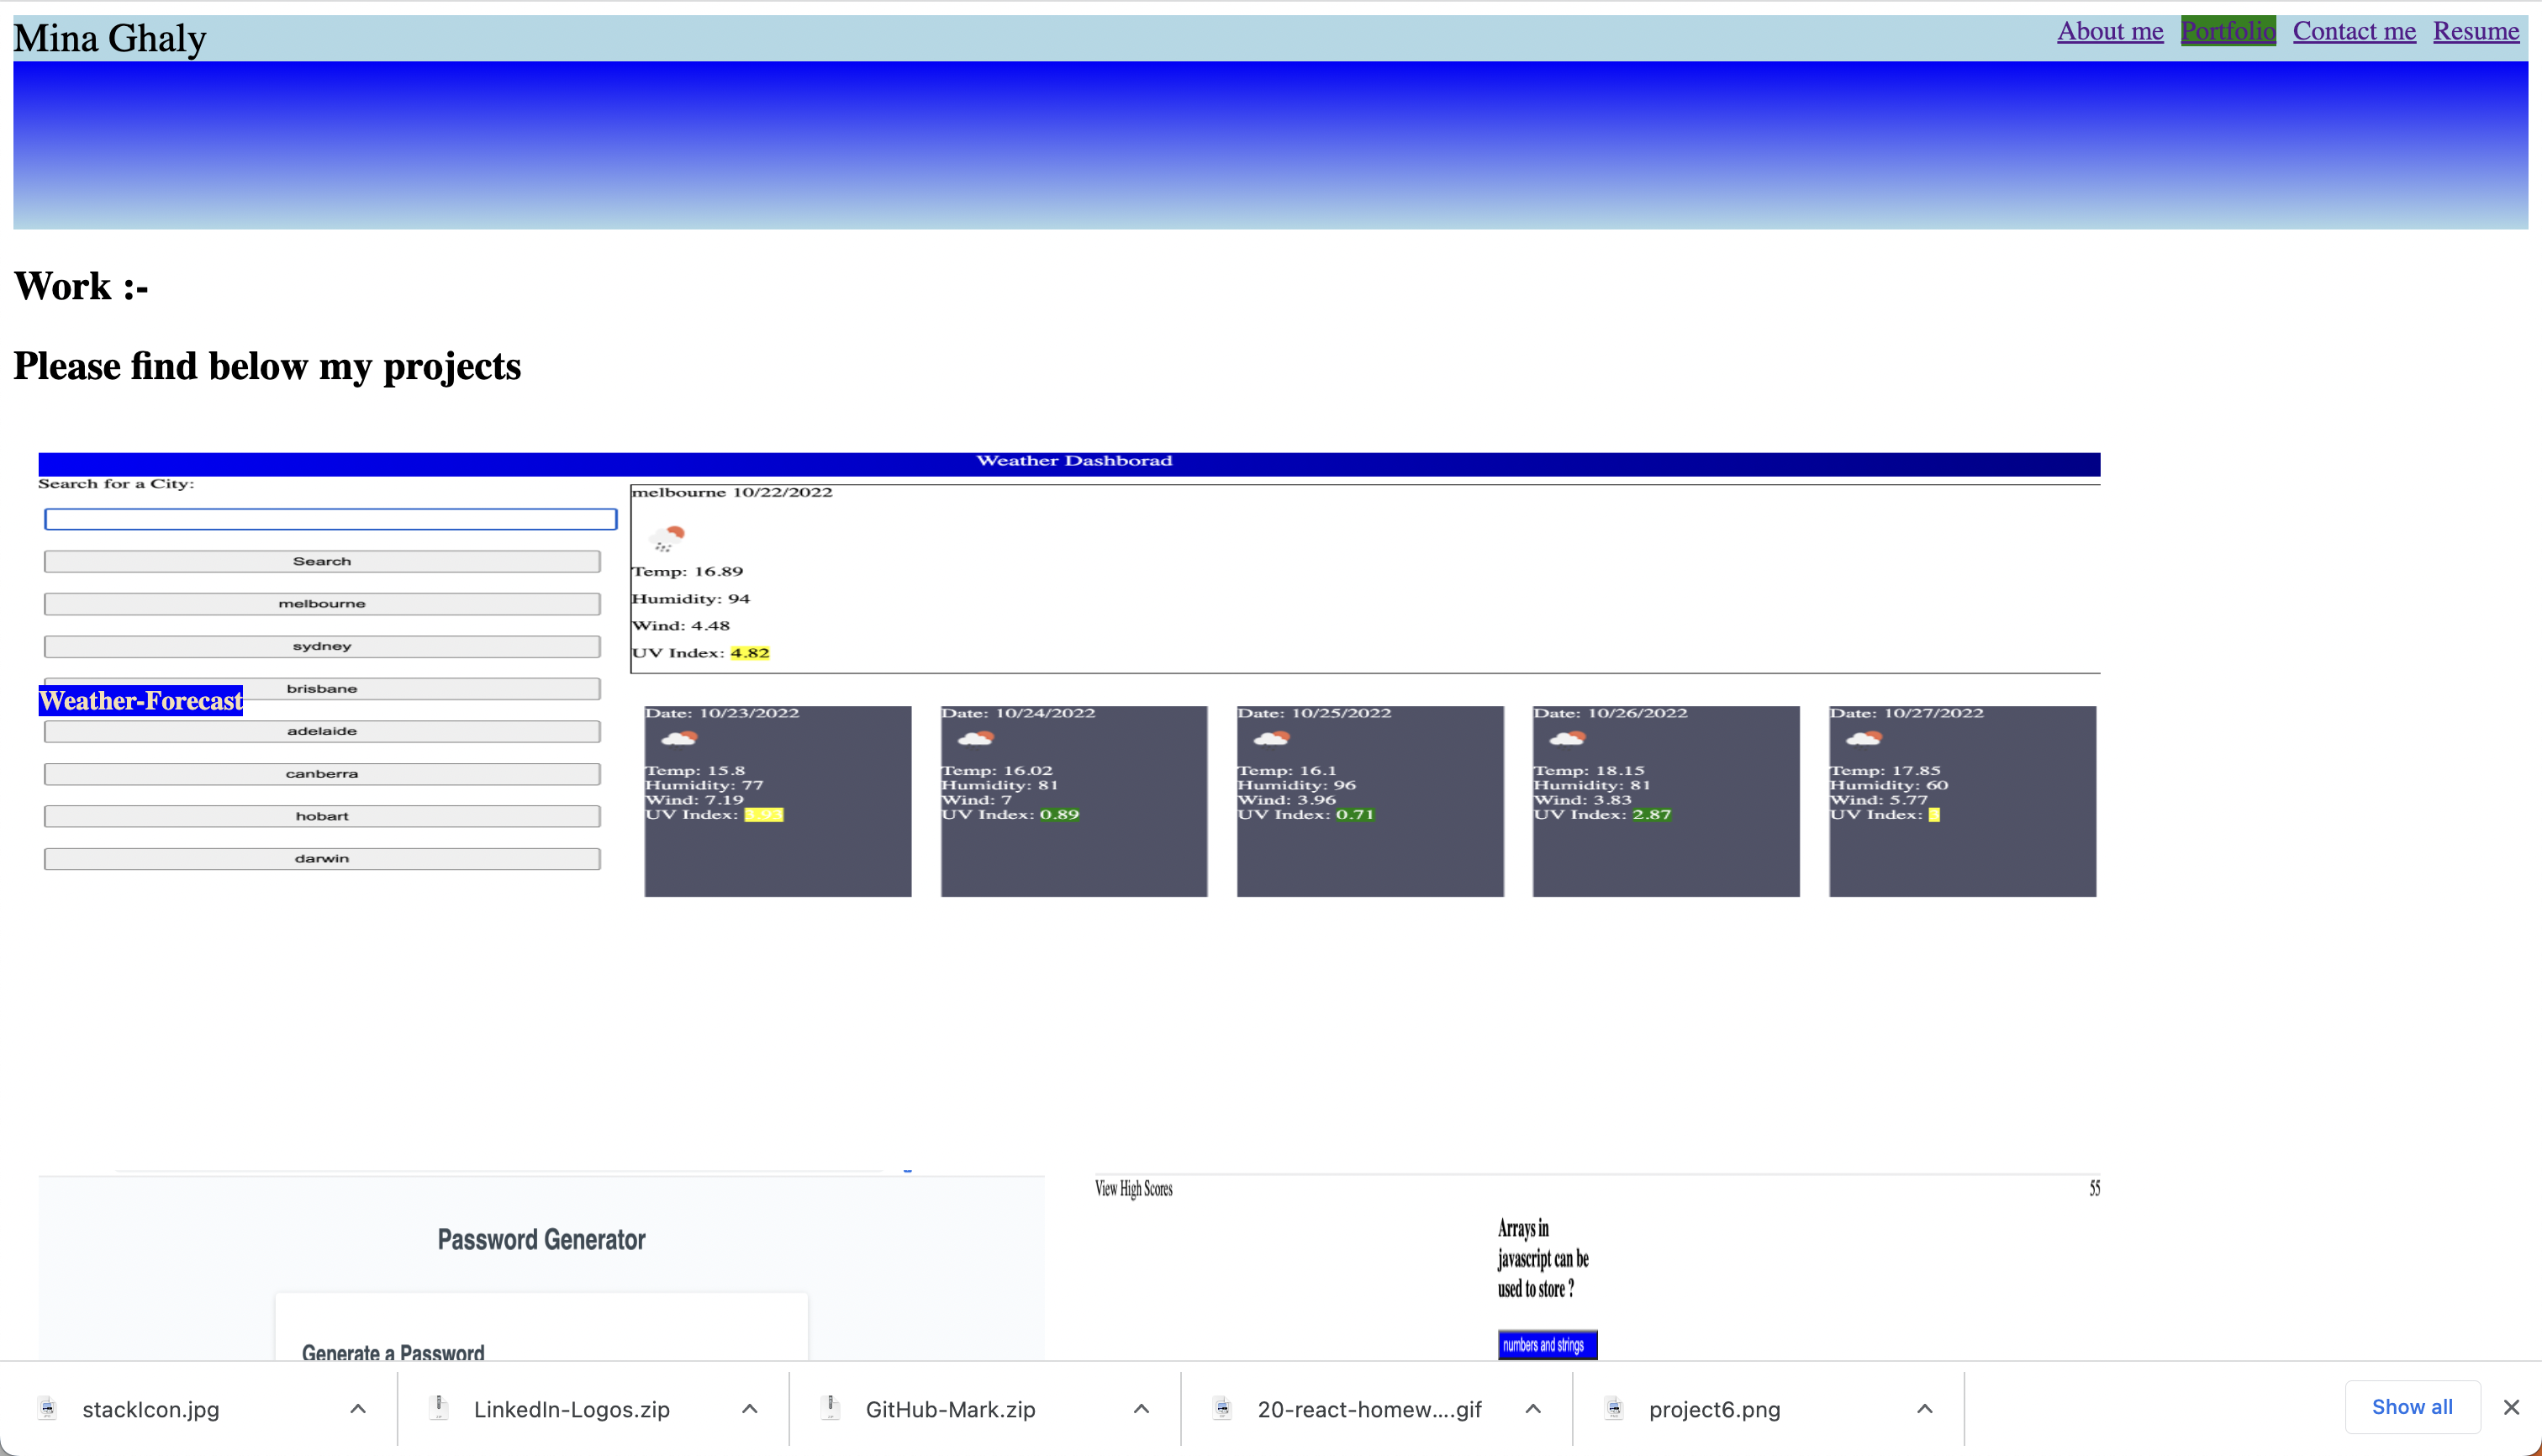 Mina Ghaly
About me Portfolio Contact me Resume
Work :-
Please find below my projects
Weather Dashborad
Search for a City:
Search
melbourne
sydney
brisbane
Weather-Forecast
adelaide
canberra
hobart
darwin
melbourne 10/22/2022
Temp: 16.89
Humidity: 94
Wind: 4.48
UV Index: 4.82
Date: 10/23/2022
Temp: 15.8
Humidity: 77
Wind: 7.19
UV Index: 3.93
Date: 10/24/2022
Temp: 16.02
Humidity: 81
Wind: 7
UV Index: 0.89
Date: 10/25/2022
Temp: 16.1
Humidity: 96
Wind: 3.96
UV Index: 0.71
Date: 10/26/2022
Temp: 18.15
Humidity: 81
Wind: 3.83
UV Index: 2.87
Date: 10/27/2022
Temp: 17.85
Humidity: 60
Wind: 5.77
UV Index: 3
Password Generator
Generate a Password
View High Scores 55
Arrays in
javascript can be
used to store ?
numbers and strings
stackIcon.jpg
LinkedIn-Logos.zip
GitHub-Mark.zip
20-react-homew....gif
project6.png
Show all